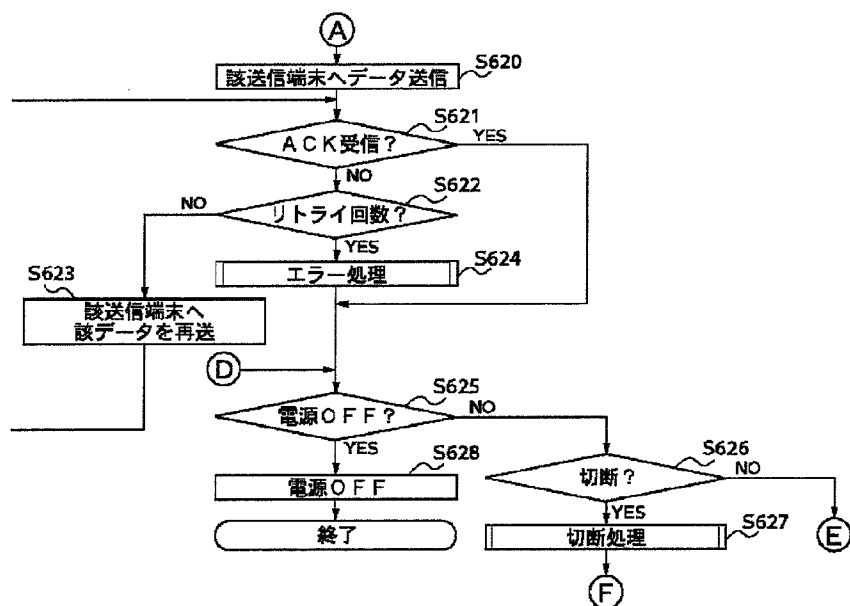 A
S620
該送信端末へデータ送信
S621
ACK受信?
YES
NO
S622
NO
リトライ回数?
YES
S623
S624
エラー処理
該送信端末へ
該データを再送
D
S625
電源OFF?
NO
YES
S626
S628
切断?
NO
電源OFF
YES
S627
終了
切断処理
E
F